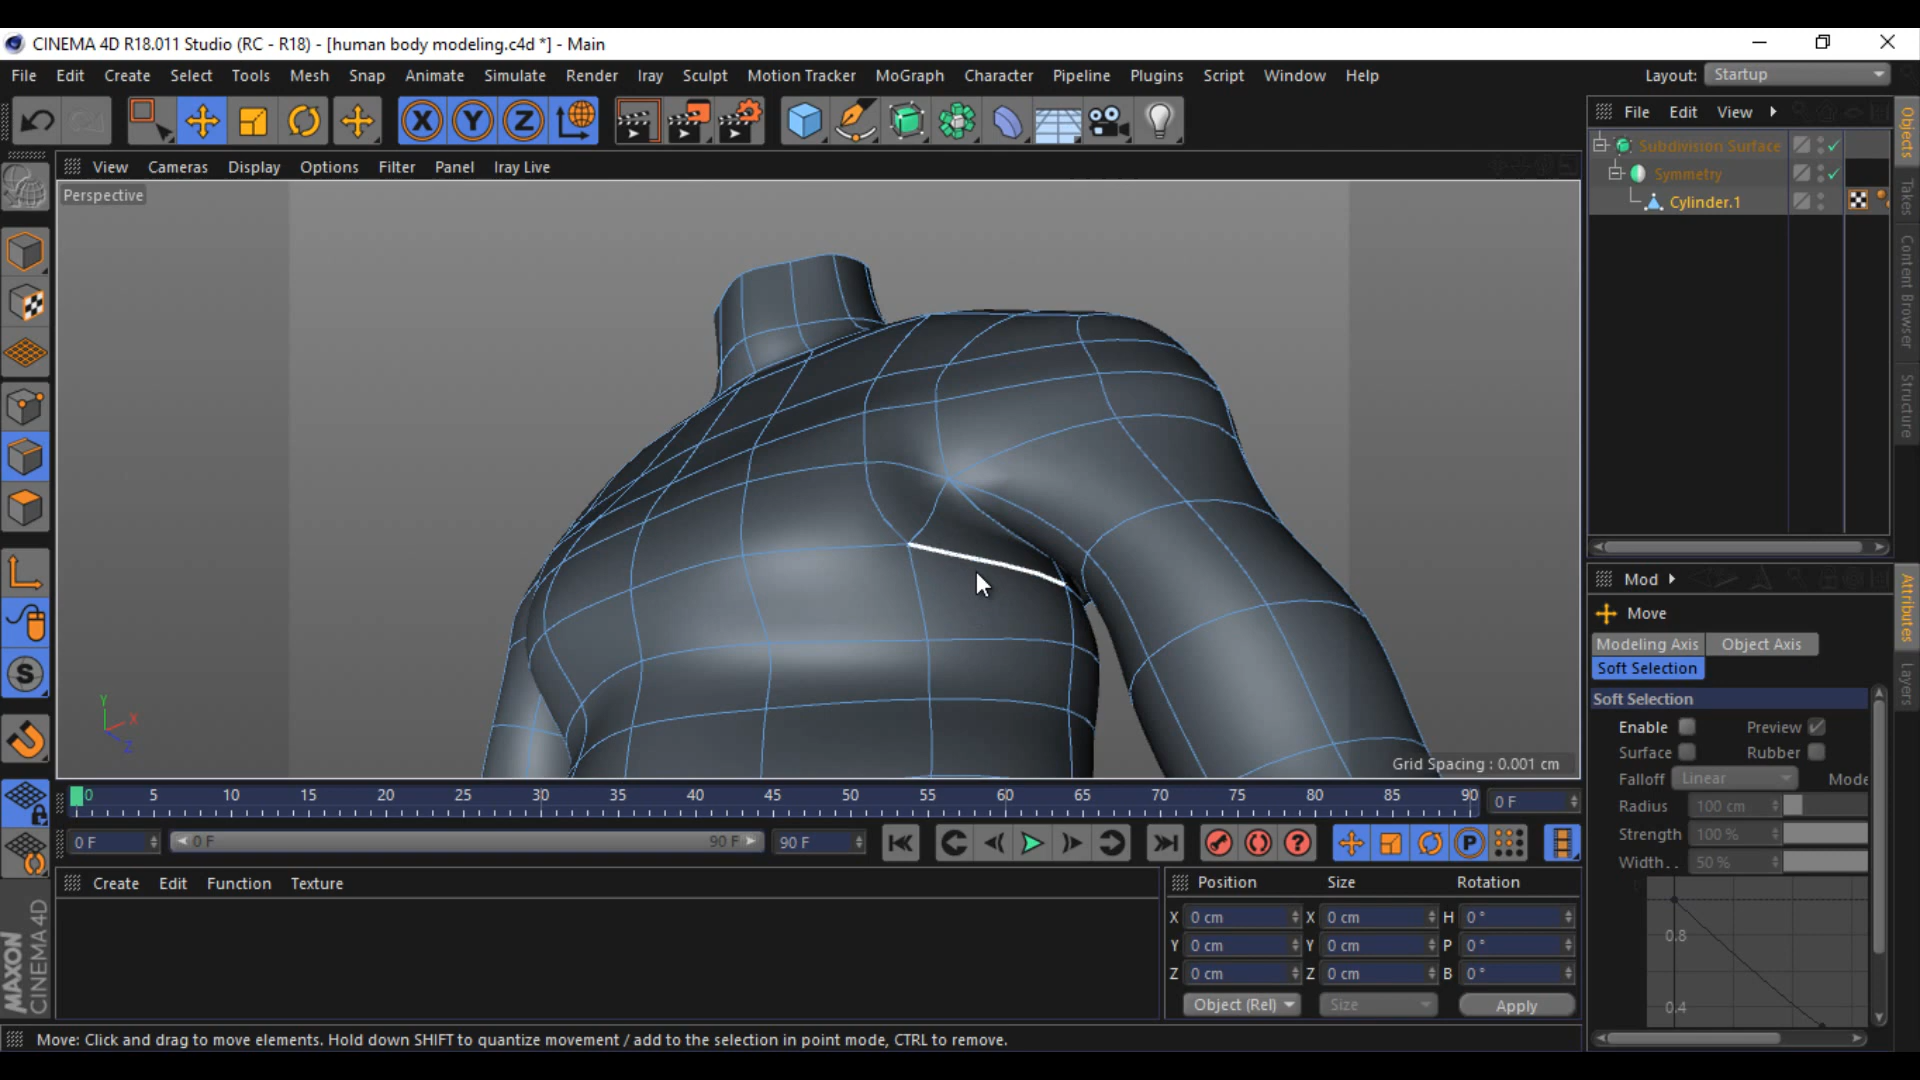 CINEMA 4D R18.011 Studio (RC - R18) - [human body modeling.c4d *] - Main
File Edit Create Select Tools Mesh Snap Animate Simulate Render Iray Sculpt Motion Tracker MoGraph Character Pipeline Plugins Script Window Help Layout: Startup
File Edit View
X Y Z
View Cameras Display Options Filter Panel Iray Live
Perspective
Subdivision Surface
Symmetry
Cylinder.1
Objects
Takes
Content Browser
Structure
Mod
Move
Modeling Axis Object Axis
Soft Selection
Soft Selection
Enable Preview
Surface Rubber
Falloff Linear Mode
Radius 100 cm
Strength 100 %
Width. . 50 %
0.8
0.4
Attributes
Layers
S
Y
X
Z
Grid Spacing : 0.001 cm
0 5 10 15 20 25 30 35 40 45 50 55 60 65 70 75 80 85 90 0 F
0 F 0 F 90 F 90 F ? P
Create Edit Function Texture
Position Size Rotation
X 0 cm X 0 cm H 0 °
Y 0 cm Y 0 cm P 0 °
Z 0 cm Z 0 cm B 0 °
Object (Rel) Size Apply
MAXON
CINEMA 4D
Move: Click and drag to move elements. Hold down SHIFT to quantize movement / add to the selection in point mode, CTRL to remove.